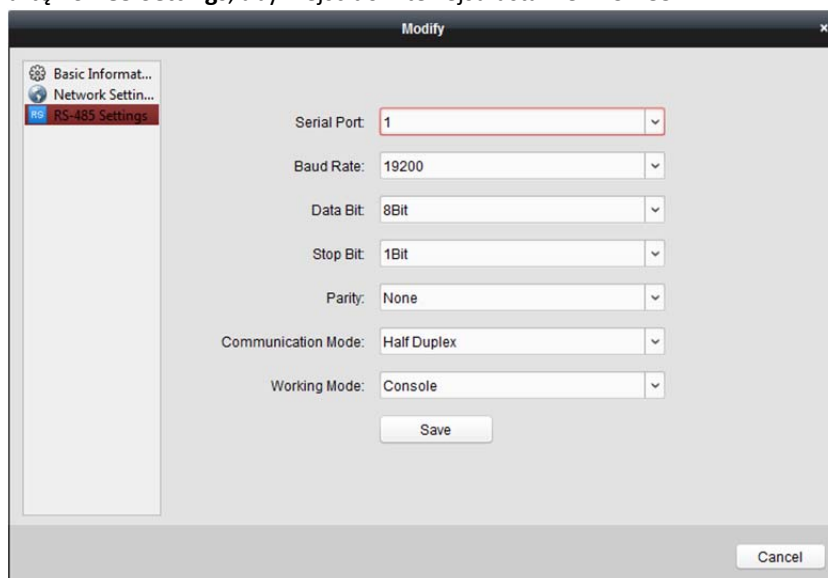 Settings
Modify
Basic Informat...
Network Settin...
RS-485 Settings
Serial Port: 1
Baud Rate: 19200
Data Bit: 8Bit
Stop Bit: 1Bit
Parity: None
Communication Mode: Half Duplex
Working Mode: Console
Save
Cancel